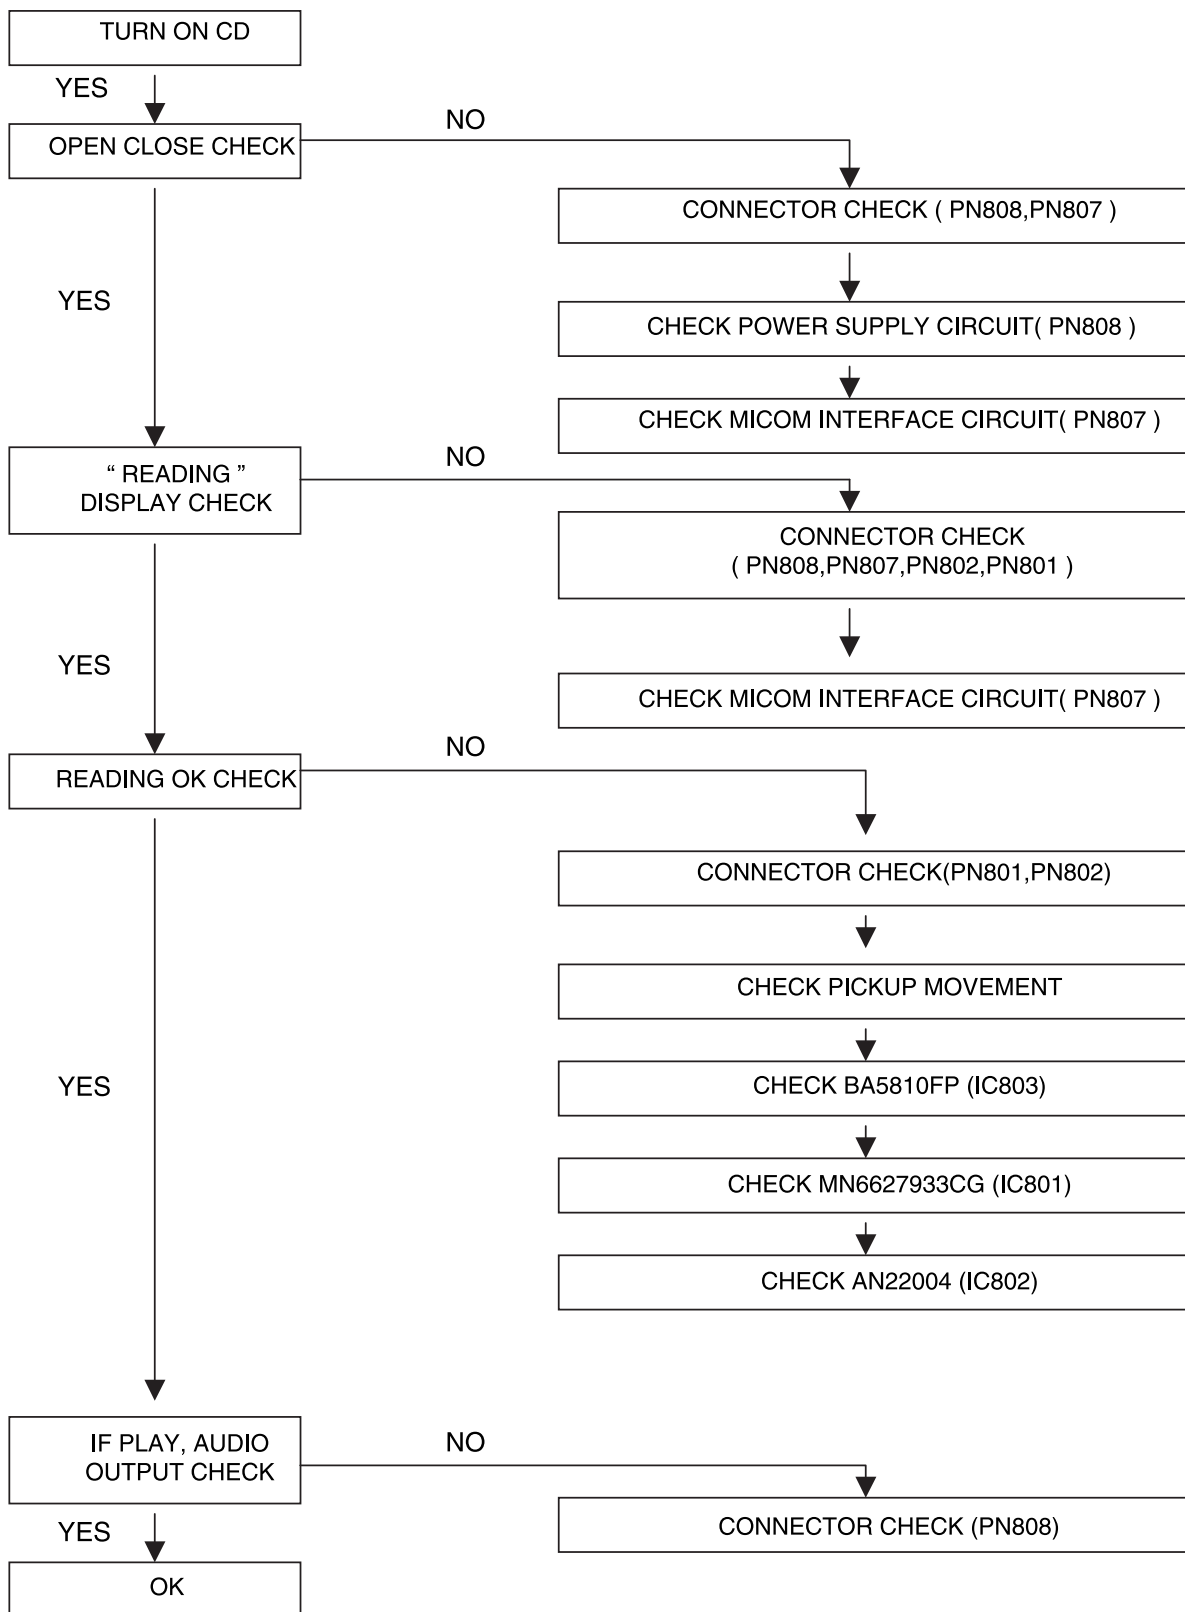 TURN ON CD
YES
OPEN CLOSE CHECK
NO
CONNECTOR CHECK ( PN808,PN807 )
YES
CHECK POWER SUPPLY CIRCUIT( PN808 )
CHECK MICOM INTERFACE CIRCUIT( PN807 )
“ READING ”
DISPLAY CHECK
NO
CONNECTOR CHECK
( PN808,PN807,PN802,PN801 )
YES
CHECK MICOM INTERFACE CIRCUIT( PN807 )
READING OK CHECK
NO
CONNECTOR CHECK(PN801,PN802)
CHECK PICKUP MOVEMENT
YES
CHECK BA5810FP (IC803)
CHECK MN6627933CG (IC801)
CHECK AN22004 (IC802)
IF PLAY, AUDIO
OUTPUT CHECK
NO
CONNECTOR CHECK (PN808)
YES
OK